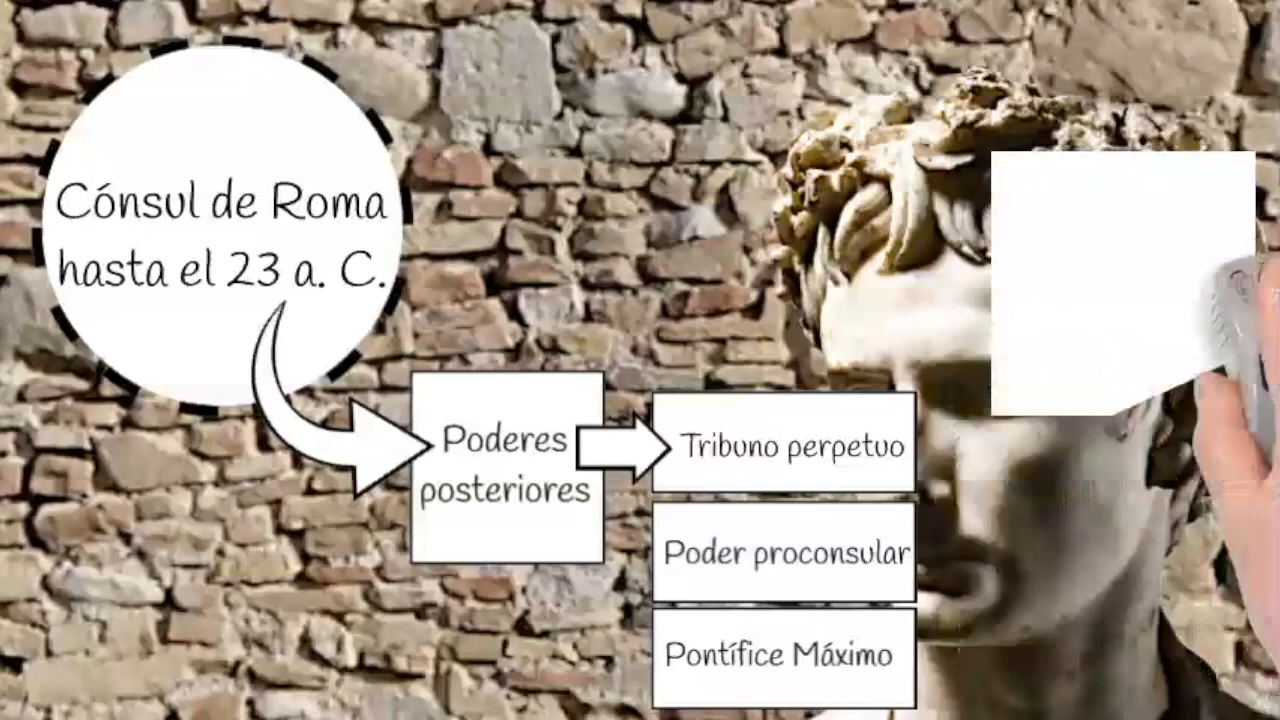 Cónsul de Roma
hasta el 23 a. C.
Poderes
posteriores
Tribuno perpetuo
Poder proconsular
Pontífice Máximo